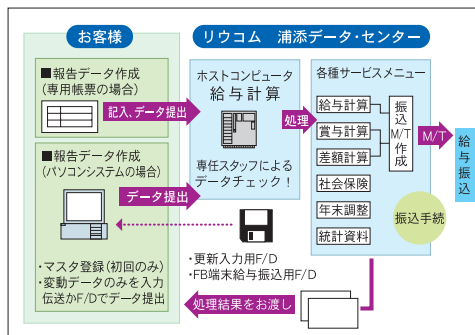 お客様
リウコム 浦添データ・センター
■報告データ作成
(専用帳票の場合)
記入、データ提出
■報告データ作成
(パソコンシステムの場合)
データ提出
・マスタ登録(初回のみ)
・変動データのみを入力
伝送かF/Dでデータ提出
ホストコンピュータ
給与計算
専任スタッフによる
データチェック!
処理
各種サービスメニュー
給与計算
賞与計算
差額計算
社会保険
年末調整
統計資料
振込M/T作成
M/T
給与振込
振込手続
・更新入力用F/D
・FB端末給与振込用F/D
処理結果をお渡し